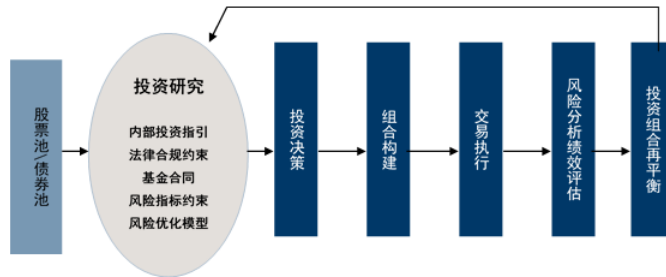 股票池\债券池
投资研究
内部投资指引
法律合规约束
基金合同
风险指标约束
风险优化模型
投资决策
组合构建
交易执行
风险分析绩效评估
投资组合再平衡